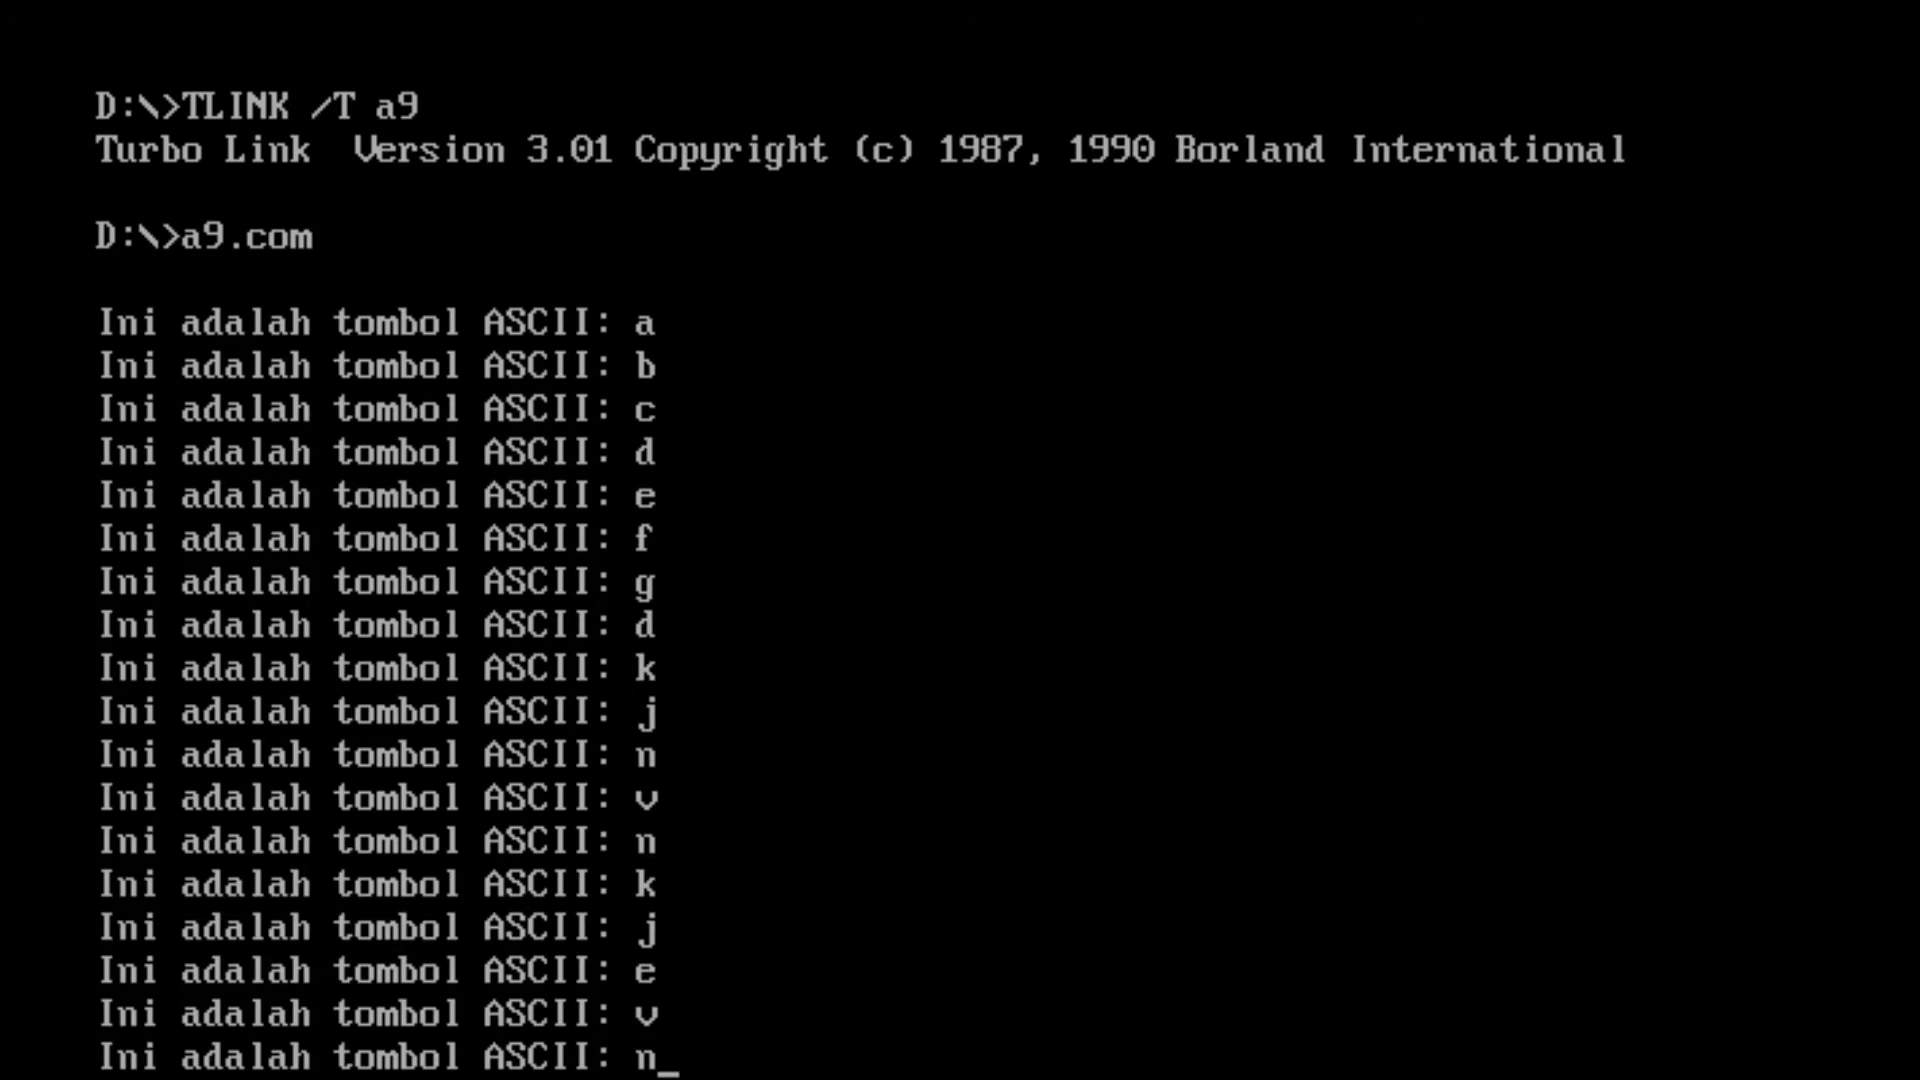 D:\>TLINK /T a9
Turbo Link  Version 3.01 Copyright (c) 1987, 1990 Borland International
D:\>a9.com
Ini adalah tombol ASCII: a
Ini adalah tombol ASCII: b
Ini adalah tombol ASCII: c
Ini adalah tombol ASCII: d
Ini adalah tombol ASCII: e
Ini adalah tombol ASCII: f
Ini adalah tombol ASCII: g
Ini adalah tombol ASCII: d
Ini adalah tombol ASCII: k
Ini adalah tombol ASCII: j
Ini adalah tombol ASCII: n
Ini adalah tombol ASCII: v
Ini adalah tombol ASCII: n
Ini adalah tombol ASCII: k
Ini adalah tombol ASCII: j
Ini adalah tombol ASCII: e
Ini adalah tombol ASCII: v
Ini adalah tombol ASCII: n_